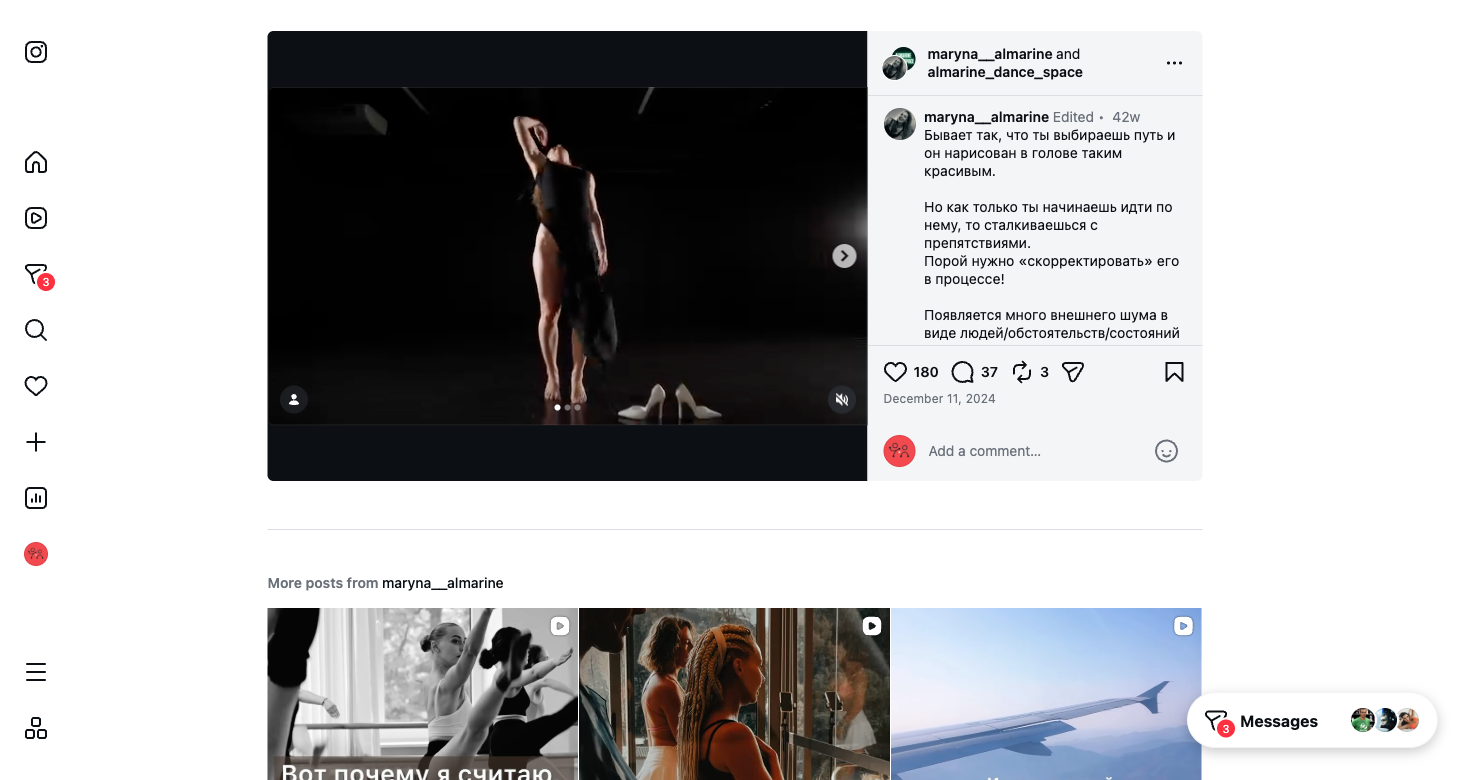 maryna__almarine and
almarine_dance_space
maryna__almarine Edited • 42w
Бывает так, что ты выбираешь путь и
он нарисован в голове таким
красивым.
Но как только ты начинаешь идти по
нему, то сталкиваешься с
препятствиями.
Порой нужно «скорректировать» его
в процессе!
Появляется много внешнего шума в
виде людей/обстоятельств/состояний
180 37 3
December 11, 2024
Add a comment...
3
More posts from maryna__almarine
Вот почему я считаю
3
Messages